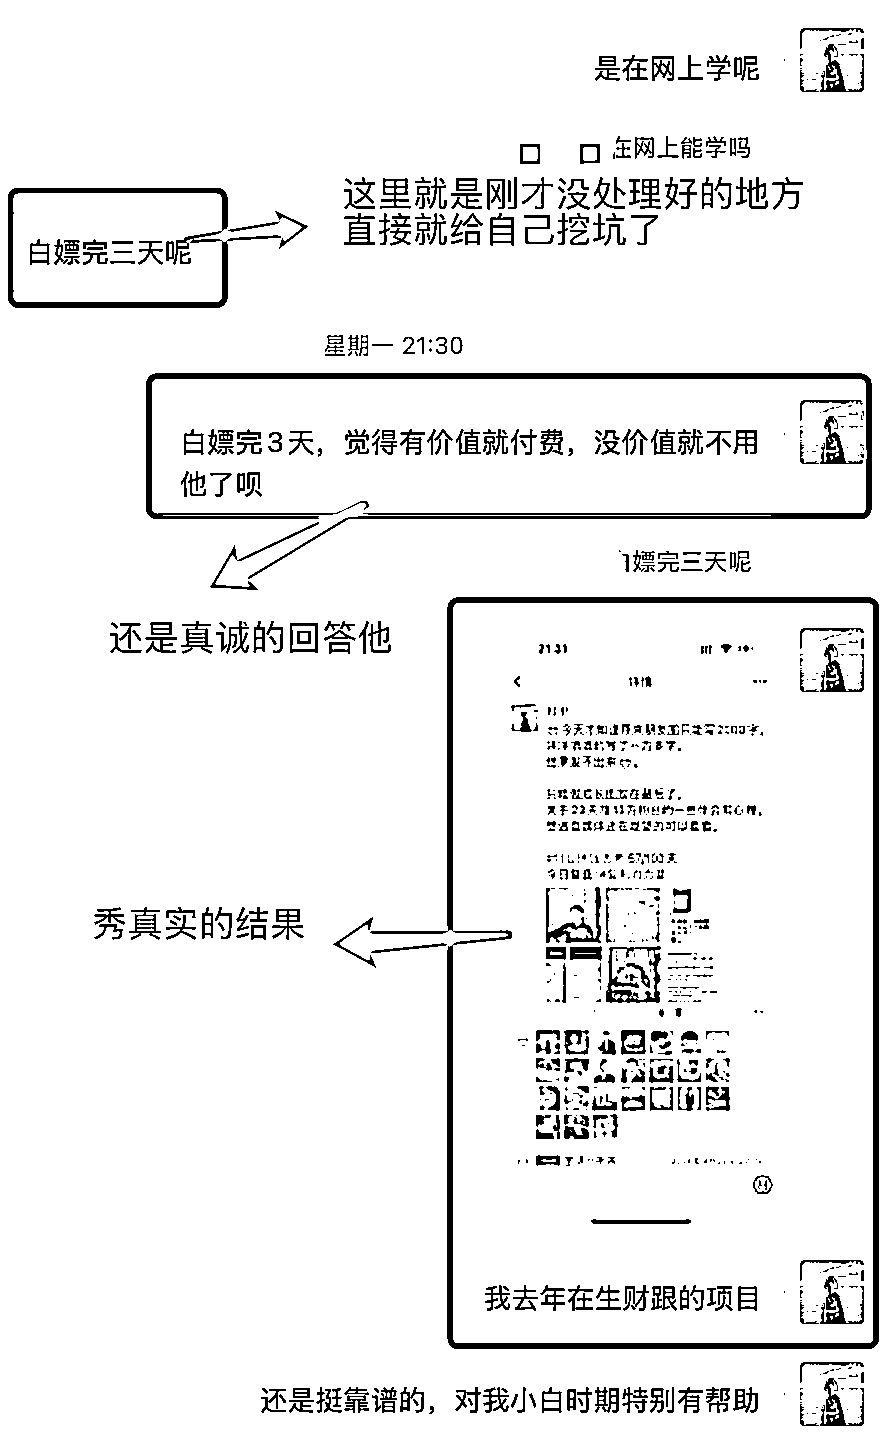 是在网上学呢
在网上能学吗
这里就是刚才没处理好的地方
直接就给自己挖坑了
白嫖完三天呢
星期一 21:30
白嫖完3天，觉得有价值就付费，没价值就不用
他了呗
嫖完三天呢
还是真诚的回答他
21:31
详情
秀真实的结果
我去年在生财跟的项目
还是挺靠谱的，对我小白时期特别有帮助